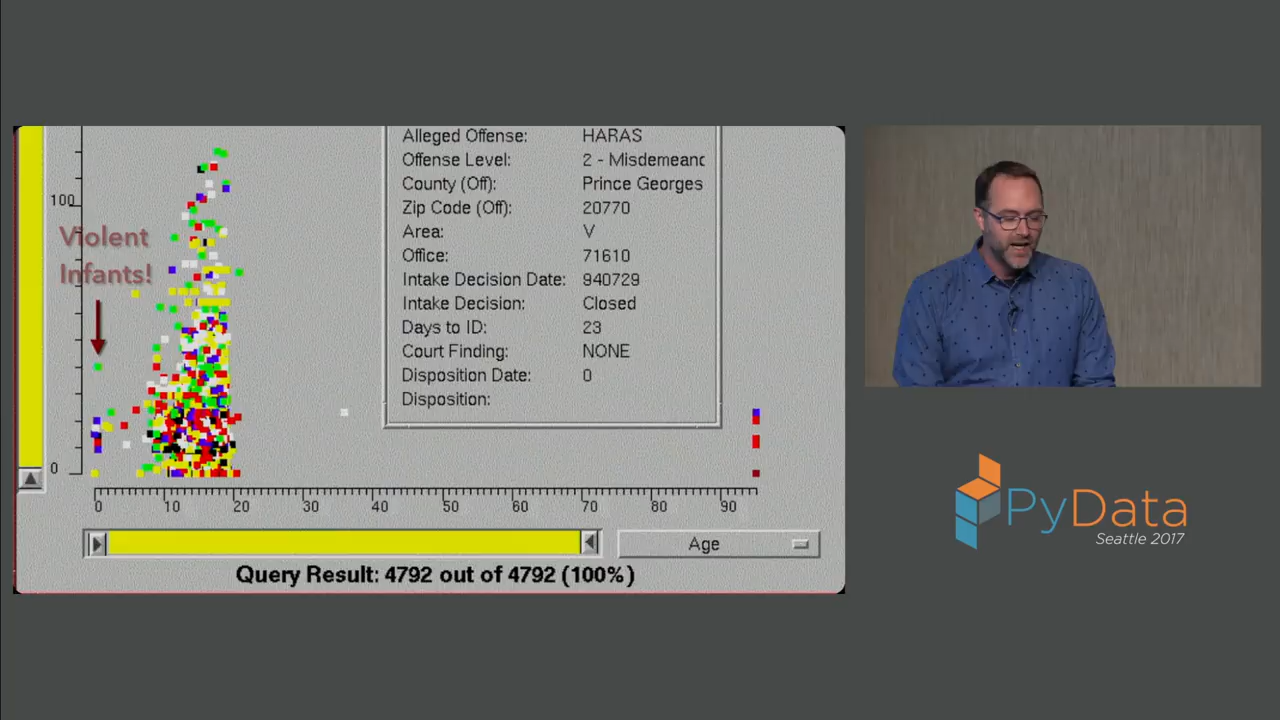 Alleged Offense: HARAS
Offense Level: 2 - Misdemeanc
County (Off): Prince Georges
Zip Code (Off): 20770
Area: V
Office: 71610
Intake Decision Date: 940729
Intake Decision: Closed
Days to ID: 23
Court Finding: NONE
Disposition Date: 0
Disposition:
100
Violent
Infants!
0
0 10 20 30 40 50 60 70 80 90
Age
Query Result: 4792 out of 4792 (100%)
PyData
Seattle 2017